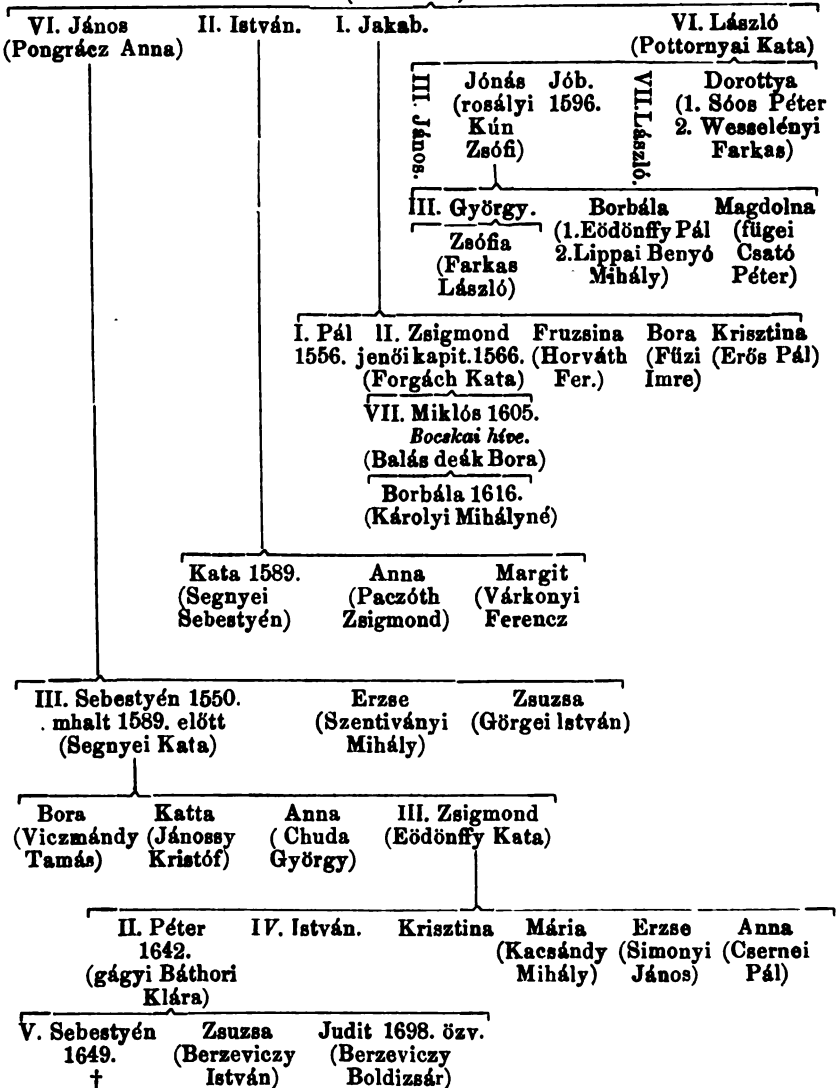 VI. János II. István. I. Jakab. VI. László
(Pongrácz Anna) (Pottornyai Kata)
III. János. Jónás Jób. VII. László. Dorottya
(rosályi 1596. (1. Sóos Péter
Kún 2. Wesselényi
Zsófi) Farkas)
III. György. Borbála Magdolna
Zsófia (1.Eödönffy Pál (fügei
(Farkas 2.Lippai Benyó Csató
László) Mihály) Péter)
I. Pál II. Zsigmond Fruzsina Bora Krisztina
1556. jenői kapit.1566. (Horváth (Füzi (Erős Pál)
(Forgách Kata) Fer.) Imre)
VII. Miklós 1605.
Bocskai híve.
(Balás deák Bora)
Borbála 1616.
(Károlyi Mihályné)
Kata 1589. Anna Margit
(Segnyei (Paczóth (Várkonyi
Sebestyén) Zsigmond) Ferencz
III. Sebestyén 1550. Erzse Zsuzsa
mhalt 1589. előtt (Szentiványi (Görgei István)
(Segnyei Kata) Mihály)
Bora Katta Anna III. Zsigmond
(Viczmándy (Jánossy (Chuda (Eödönffy Kata)
Tamás) Kristóf) György)
II. Péter IV. István. Krisztina Mária Erzse Anna
1642. (Kacsándy (Simonyi (Csernei
(gágyi Báthori Mihály) János) Pál)
Klára)
V. Sebestyén Zsuzsa Judit 1698. özv.
1649. (Berzeviczy (Berzeviczy
† István) Boldizsár)